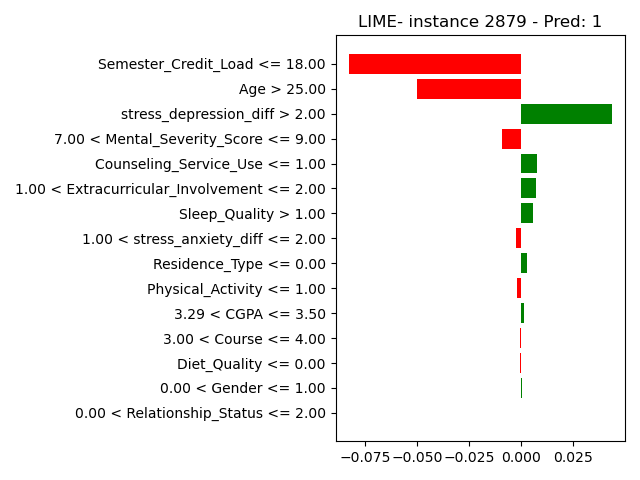 LIME- instance 2879 - Pred: 1
Semester_Credit_Load <= 18.00
Age > 25.00
stress_depression_diff > 2.00
7.00 < Mental_Severity_Score <= 9.00
Counseling_Service_Use <= 1.00
1.00 < Extracurricular_Involvement <= 2.00
Sleep_Quality > 1.00
1.00 < stress_anxiety_diff <= 2.00
Residence_Type <= 0.00
Physical_Activity <= 1.00
3.29 < CGPA <= 3.50
3.00 < Course <= 4.00
Diet_Quality <= 0.00
0.00 < Gender <= 1.00
0.00 < Relationship_Status <= 2.00
−0.075 −0.050 −0.025 0.000 0.025